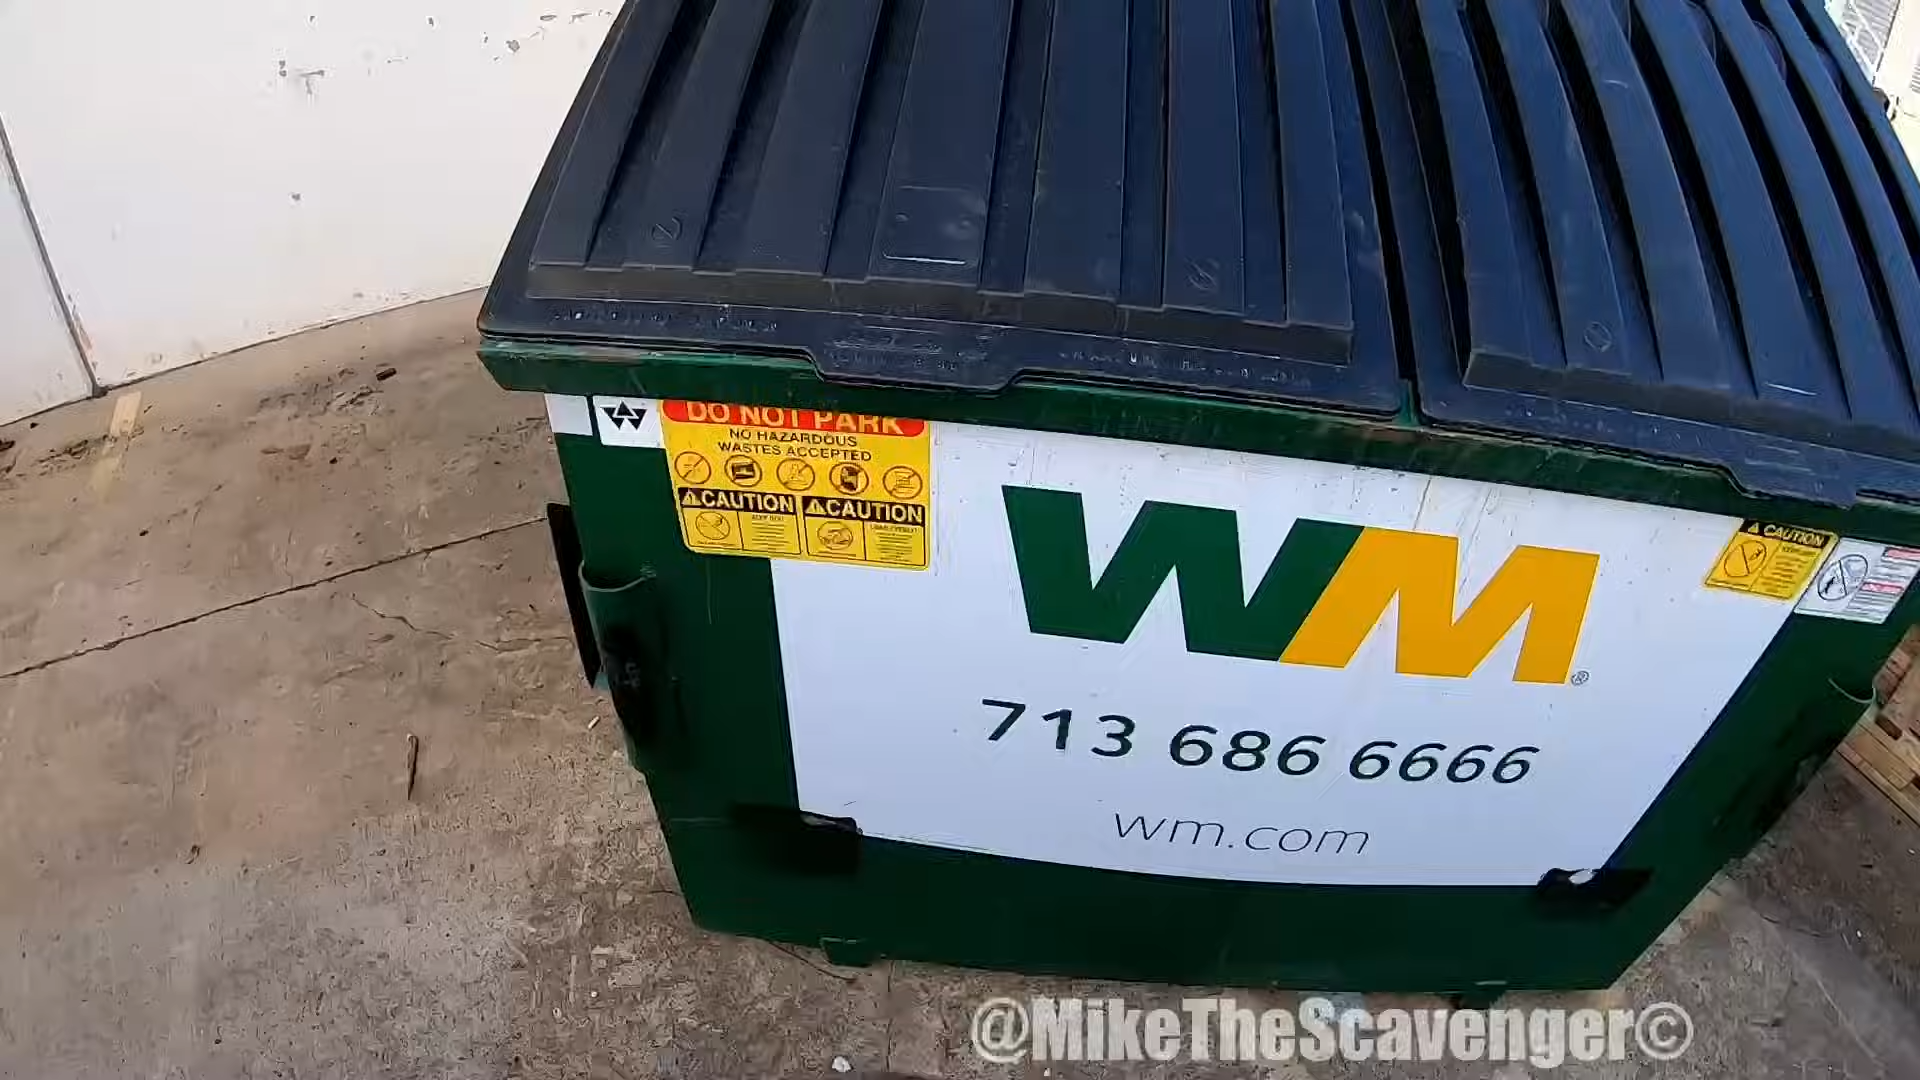 DO NOT PARK
NO HAZARDOUS
WASTES ACCEPTED
CAUTION CAUTION
WM®
CAUTION
713 686 6666
wm.com
@MikeTheScavenger©